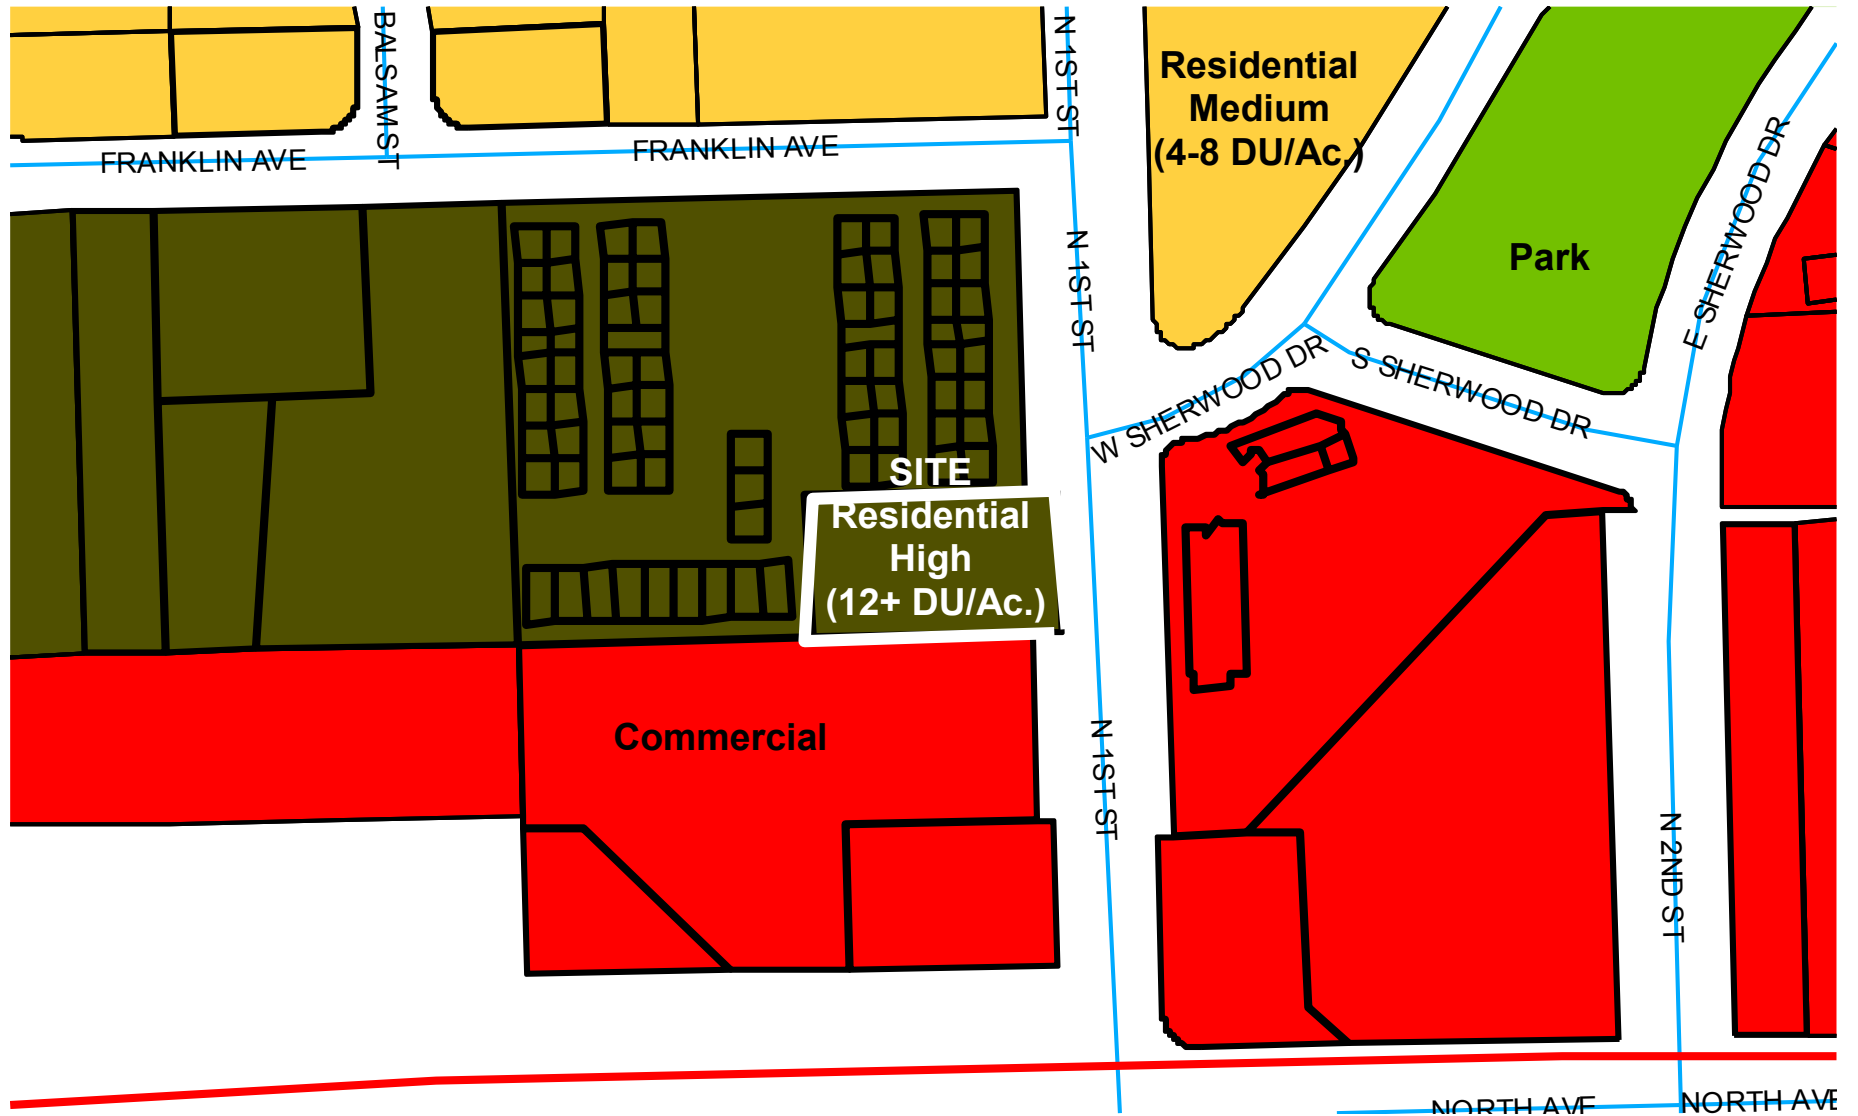 BALSAM ST
N 1ST ST
Residential
Medium
(4-8 DU/Ac.)
FRANKLIN AVE
FRANKLIN AVE
E SHERWOOD DR
Park
N 1ST ST
W SHERWOOD DR
S SHERWOOD DR
SITE
Residential
High
(12+ DU/Ac.)
Commercial
N 1ST ST
N 2ND ST
NORTH AVE
NORTH AVE